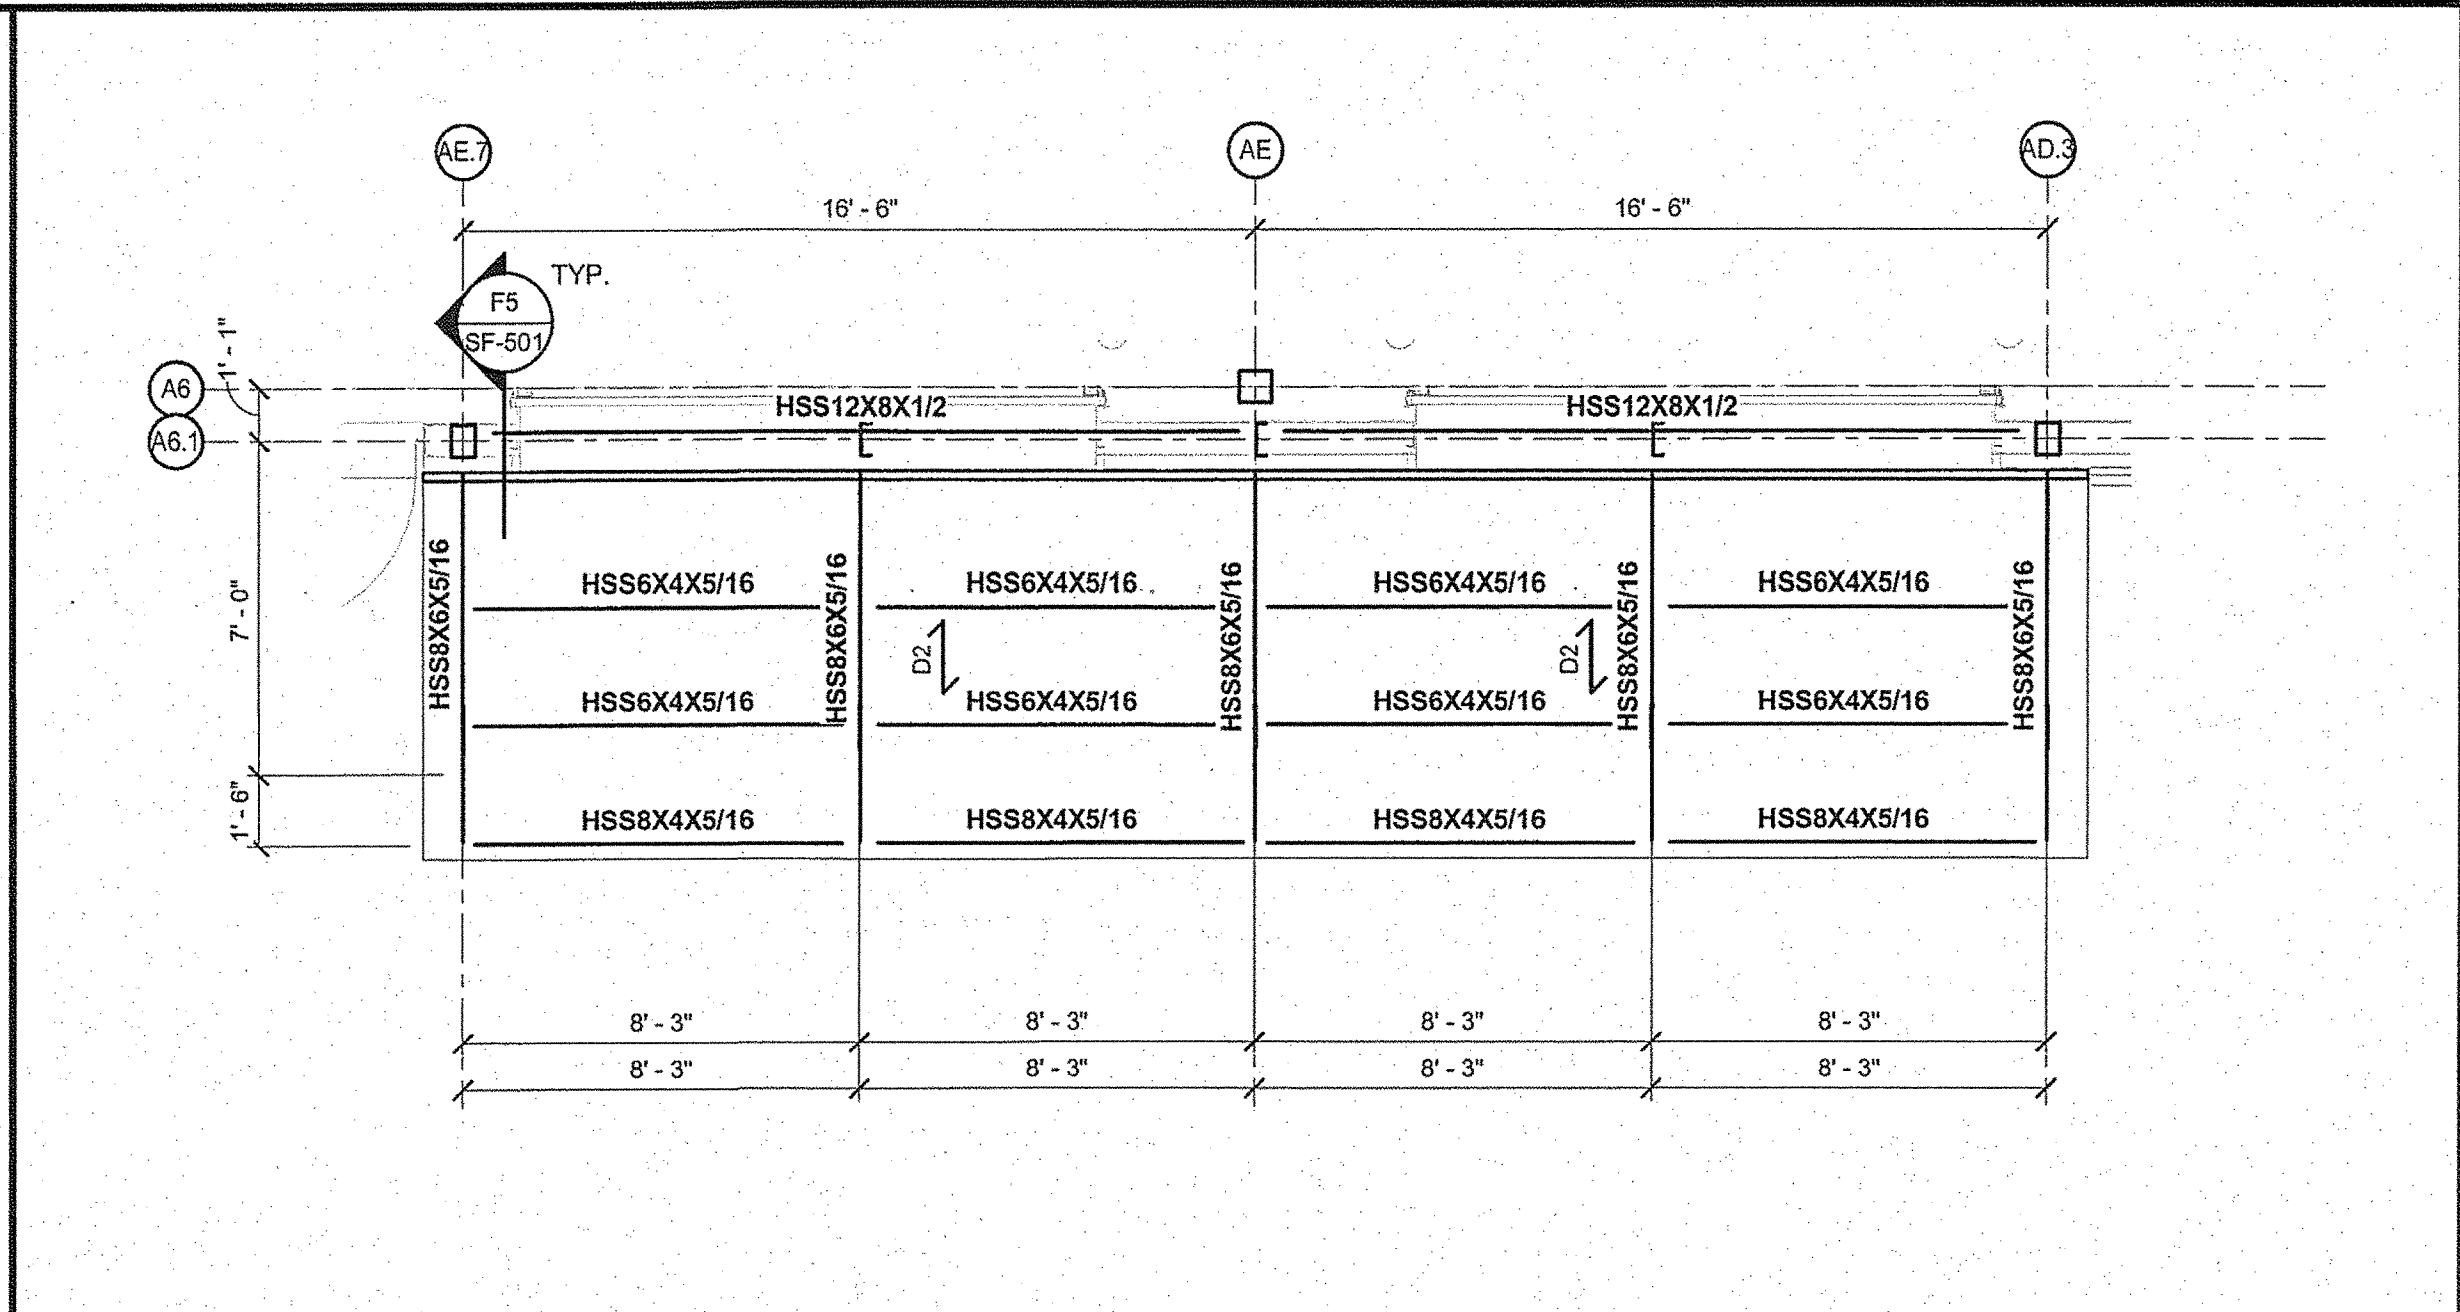 AE.7
AE
AD.3
16' - 6"
16' - 6"
TYP.
F5
SF-501
1' - 1"
A6
A6.1
HSS12X8X1/2
HSS12X8X1/2
HSS8X6X5/16
HSS8X6X5/16
HSS8X6X5/16
HSS8X6X5/16
HSS8X6X5/16
HSS6X4X5/16
HSS6X4X5/16
HSS6X4X5/16
HSS6X4X5/16
7' - 0"
D2
D2
HSS6X4X5/16
HSS6X4X5/16
HSS6X4X5/16
HSS6X4X5/16
1' - 6"
HSS8X4X5/16
HSS8X4X5/16
HSS8X4X5/16
HSS8X4X5/16
8' - 3"
8' - 3"
8' - 3"
8' - 3"
8' - 3"
8' - 3"
8' - 3"
8' - 3"